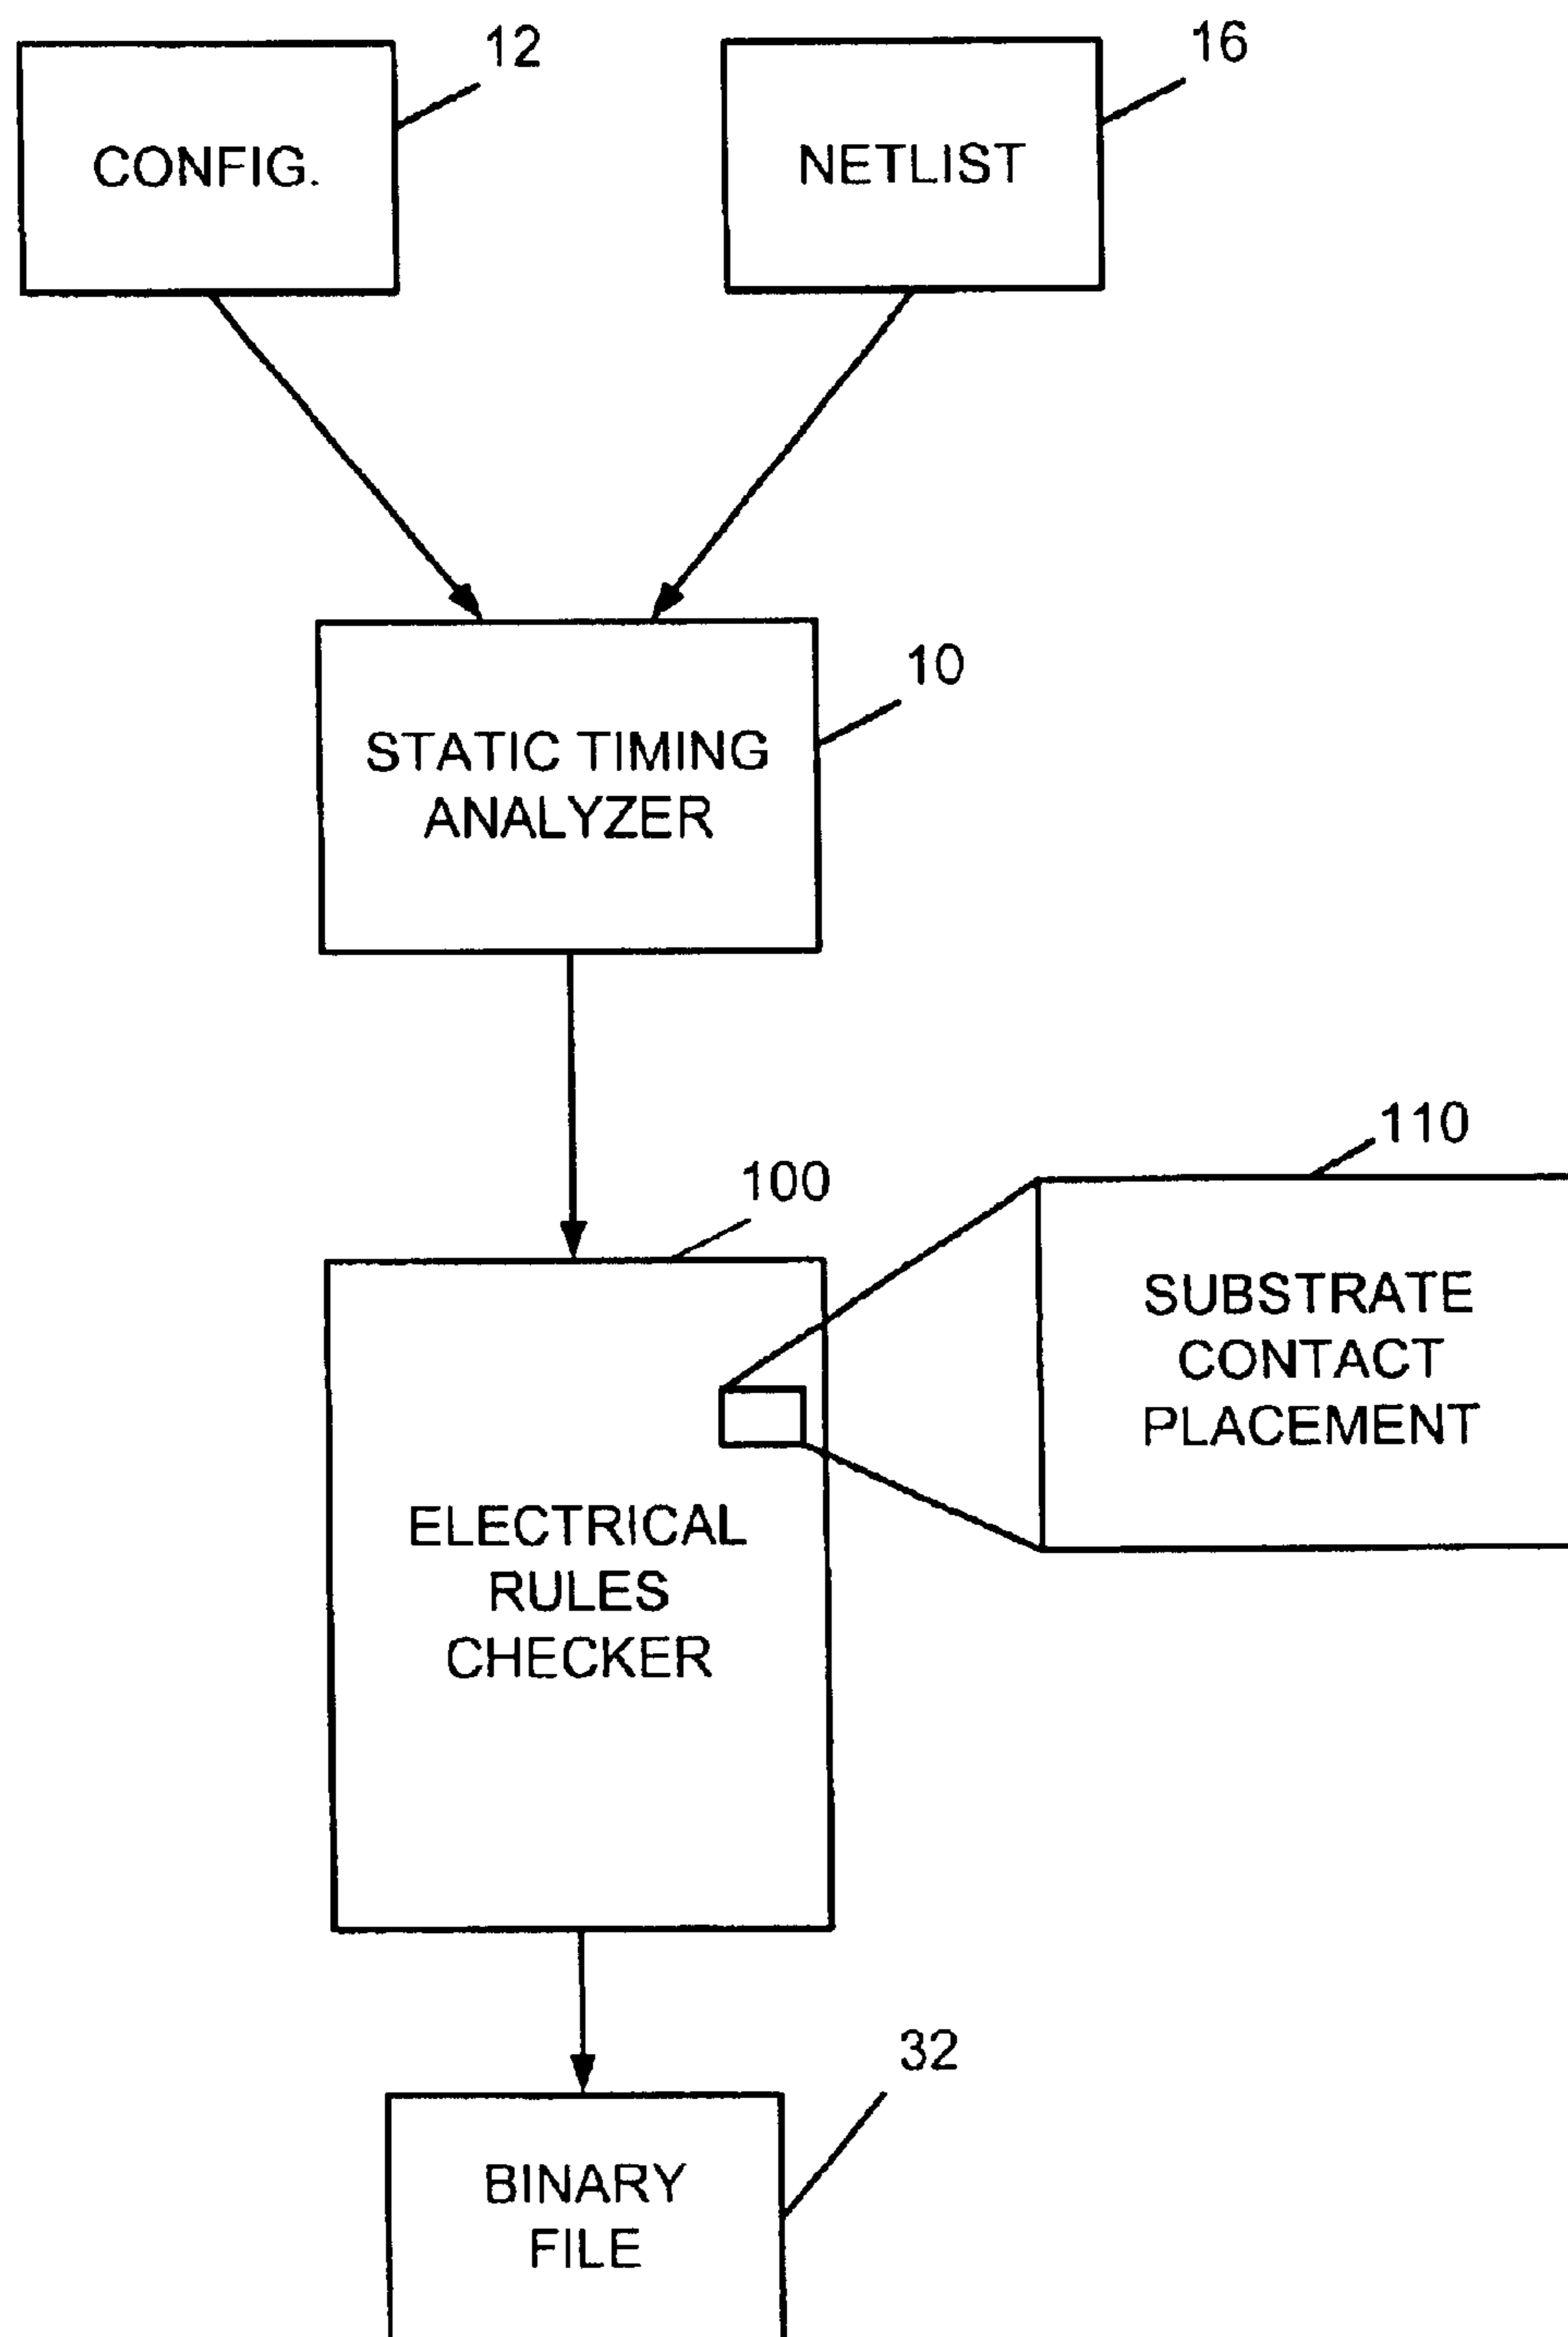 12
16
CONFIG.
NETLIST
10
STATIC TIMING
ANALYZER
110
100
SUBSTRATE
CONTACT
PLACEMENT
ELECTRICAL
RULES
CHECKER
32
BINARY
FILE